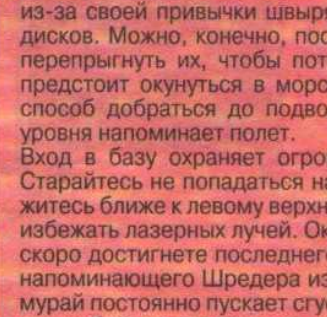 из-за своей привычки швыр
дисков. Можно, конечно, пос
перепрыгнуть их, чтобы пот
предстоит окунуться в морс
способ добраться до подво
уровня напоминает полет.
Вход в базу охраняет огро
Старайтесь не попадаться н
житесь ближе к левому верхн
избежать лазерных лучей. Ок
скоро достигнете последнег
напоминающего Шредера из
мурай постоянно пускает сгу